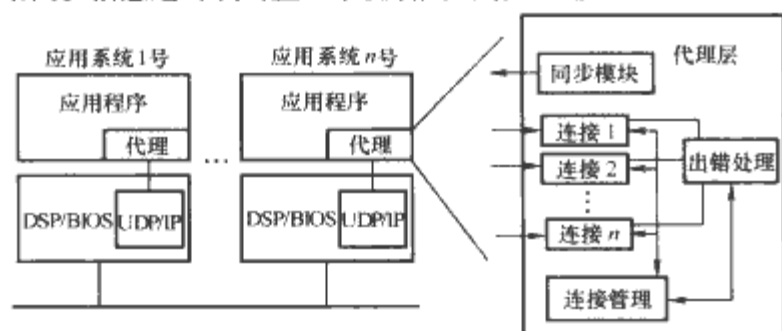 应用系统1号
应用程序
代理
DSP/BIOS
UDP/IP
…
应用系统n号
应用程序
代理
DSP/BIOS
UDP/IP
代理层
同步模块
连接 1
连接 2
⋮
连接 n
出错处理
连接管理